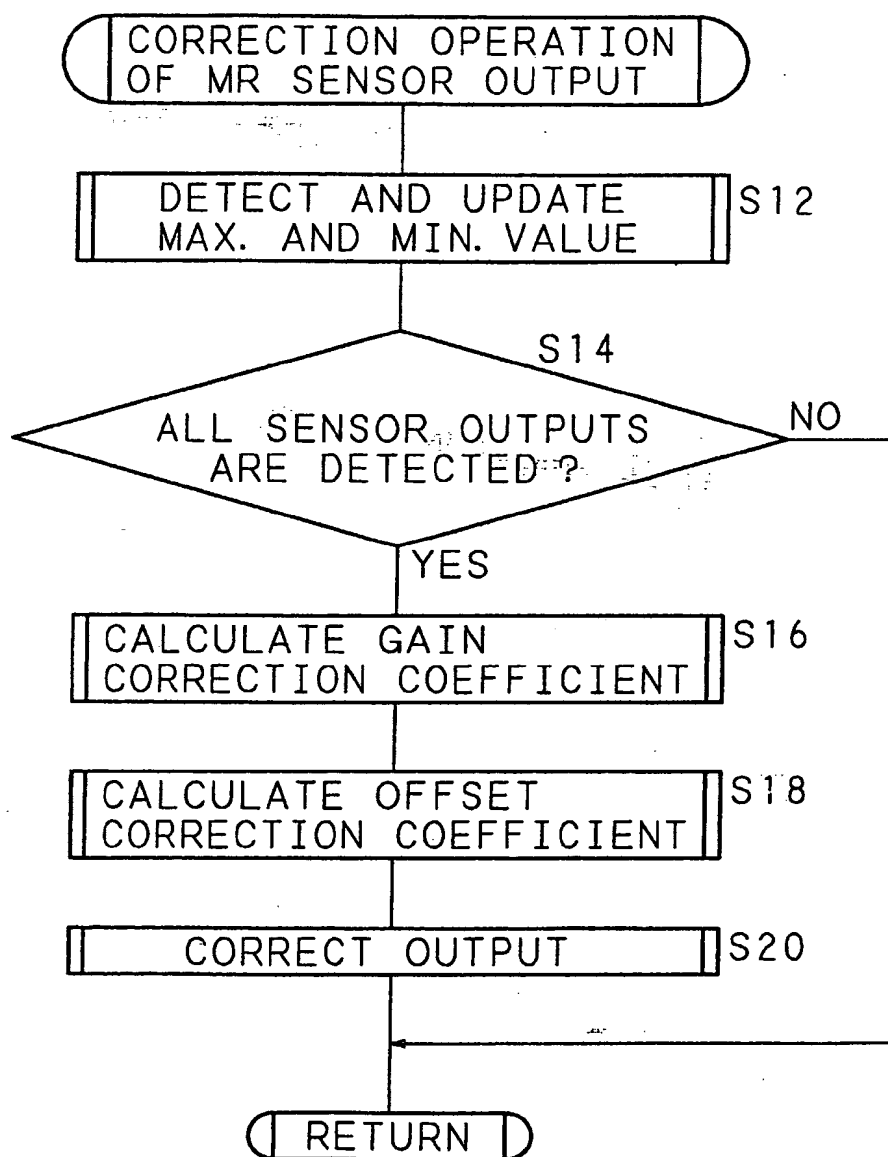 CORRECTION OPERATION
OF MR SENSOR OUTPUT
DETECT AND UPDATE
MAX. AND MIN. VALUE
S12
S14
ALL SENSOR OUTPUTS
ARE DETECTED?
NO
YES
CALCULATE GAIN
CORRECTION COEFFICIENT
S16
CALCULATE OFFSET
CORRECTION COEFFICIENT
S18
CORRECT OUTPUT
S20
RETURN